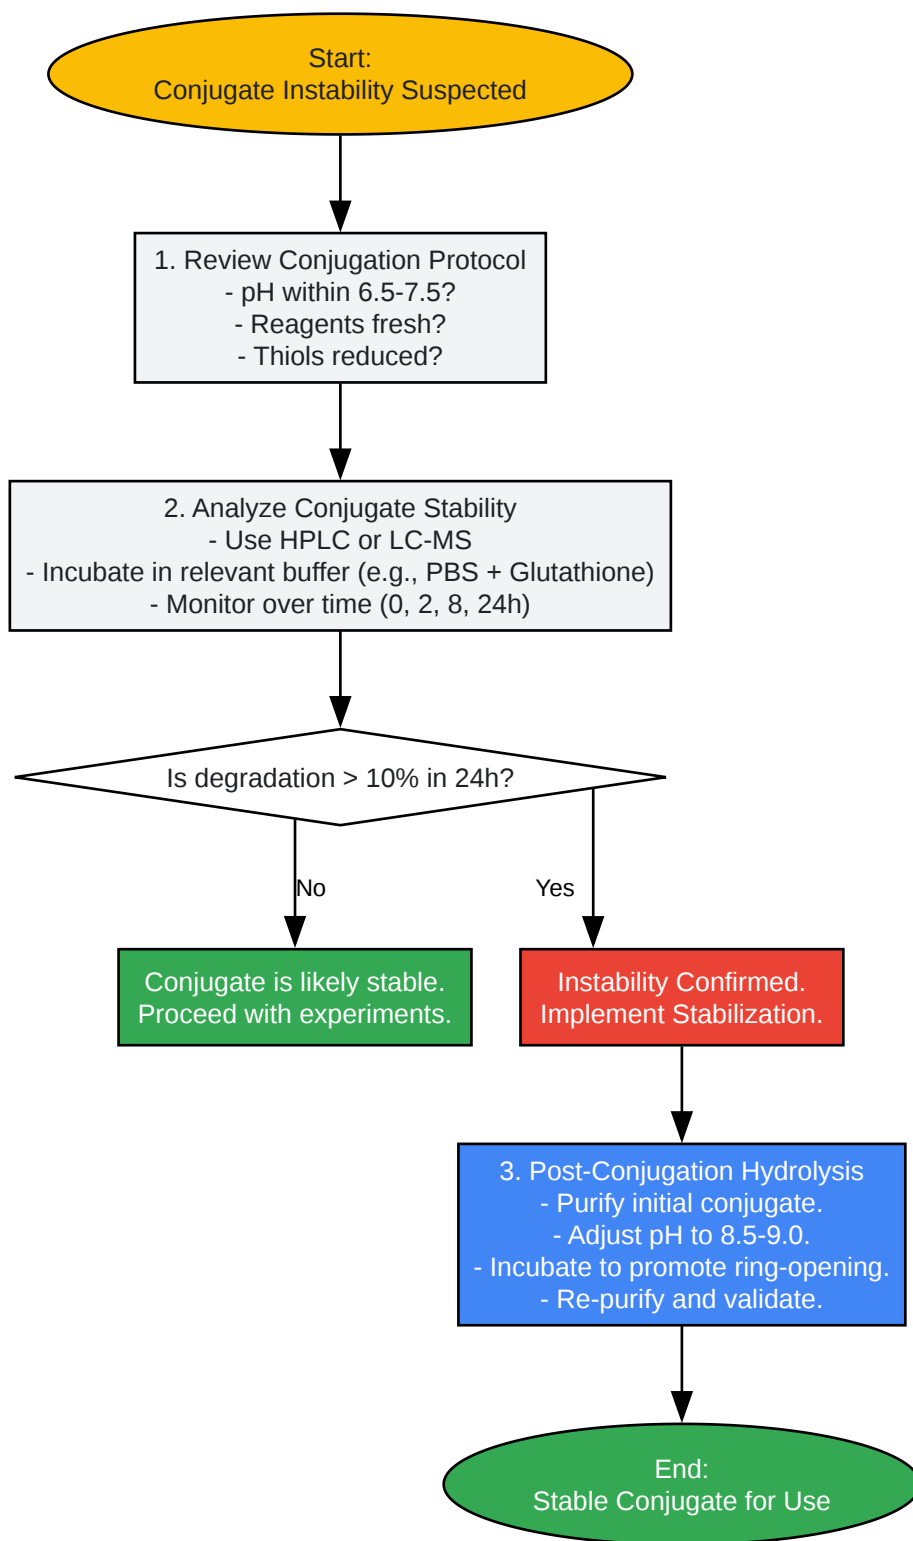 Start:
Conjugate Instability Suspected
1. Review Conjugation Protocol
- pH within 6.5-7.5?
- Reagents fresh?
- Thiols reduced?
2. Analyze Conjugate Stability
- Use HPLC or LC-MS
- Incubate in relevant buffer (e.g., PBS + Glutathione)
- Monitor over time (0, 2, 8, 24h)
Is degradation > 10% in 24h?
No
Yes
Conjugate is likely stable.
Proceed with experiments.
Instability Confirmed.
Implement Stabilization.
3. Post-Conjugation Hydrolysis
- Purify initial conjugate.
- Adjust pH to 8.5-9.0.
- Incubate to promote ring-opening.
- Re-purify and validate.
End:
Stable Conjugate for Use